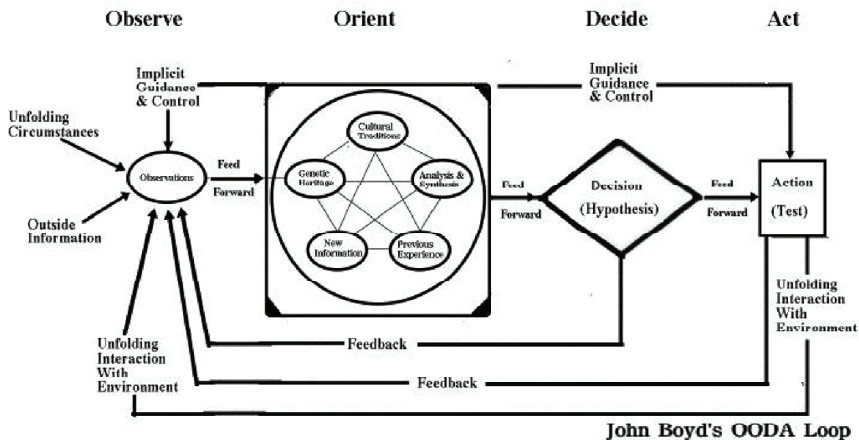 Observe
Orient
Decide
Act
Implicit
Guidance
& Control
Unfolding
Circumstances
Observations
Outside
Information
Feed
Forward
Cultural
Traditions
Genetic
Heritage
Analysis &
Synthesis
New
Information
Previous
Experience
Implicit
Guidance
& Control
Feed
Forward
Decision
(Hypothesis)
Feed
Forward
Action
(Test)
Unfolding
Interaction
With
Environment
Unfolding
Interaction
With
Environment
Feedback
Feedback
John Boyd's OODA Loop